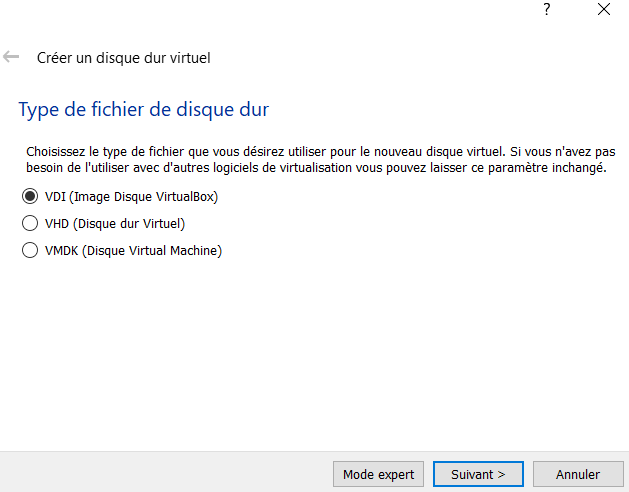 ?
Créer un disque dur virtuel
Type de fichier de disque dur
Choisissez le type de fichier que vous désirez utiliser pour le nouveau disque virtuel. Si vous n'avez pas
besoin de l'utiliser avec d'autres logiciels de virtualisation vous pouvez laisser ce paramètre inchangé.
VDI (Image Disque VirtualBox)
VHD (Disque dur Virtuel)
VMDK (Disque Virtual Machine)
Mode expert Suivant > Annuler